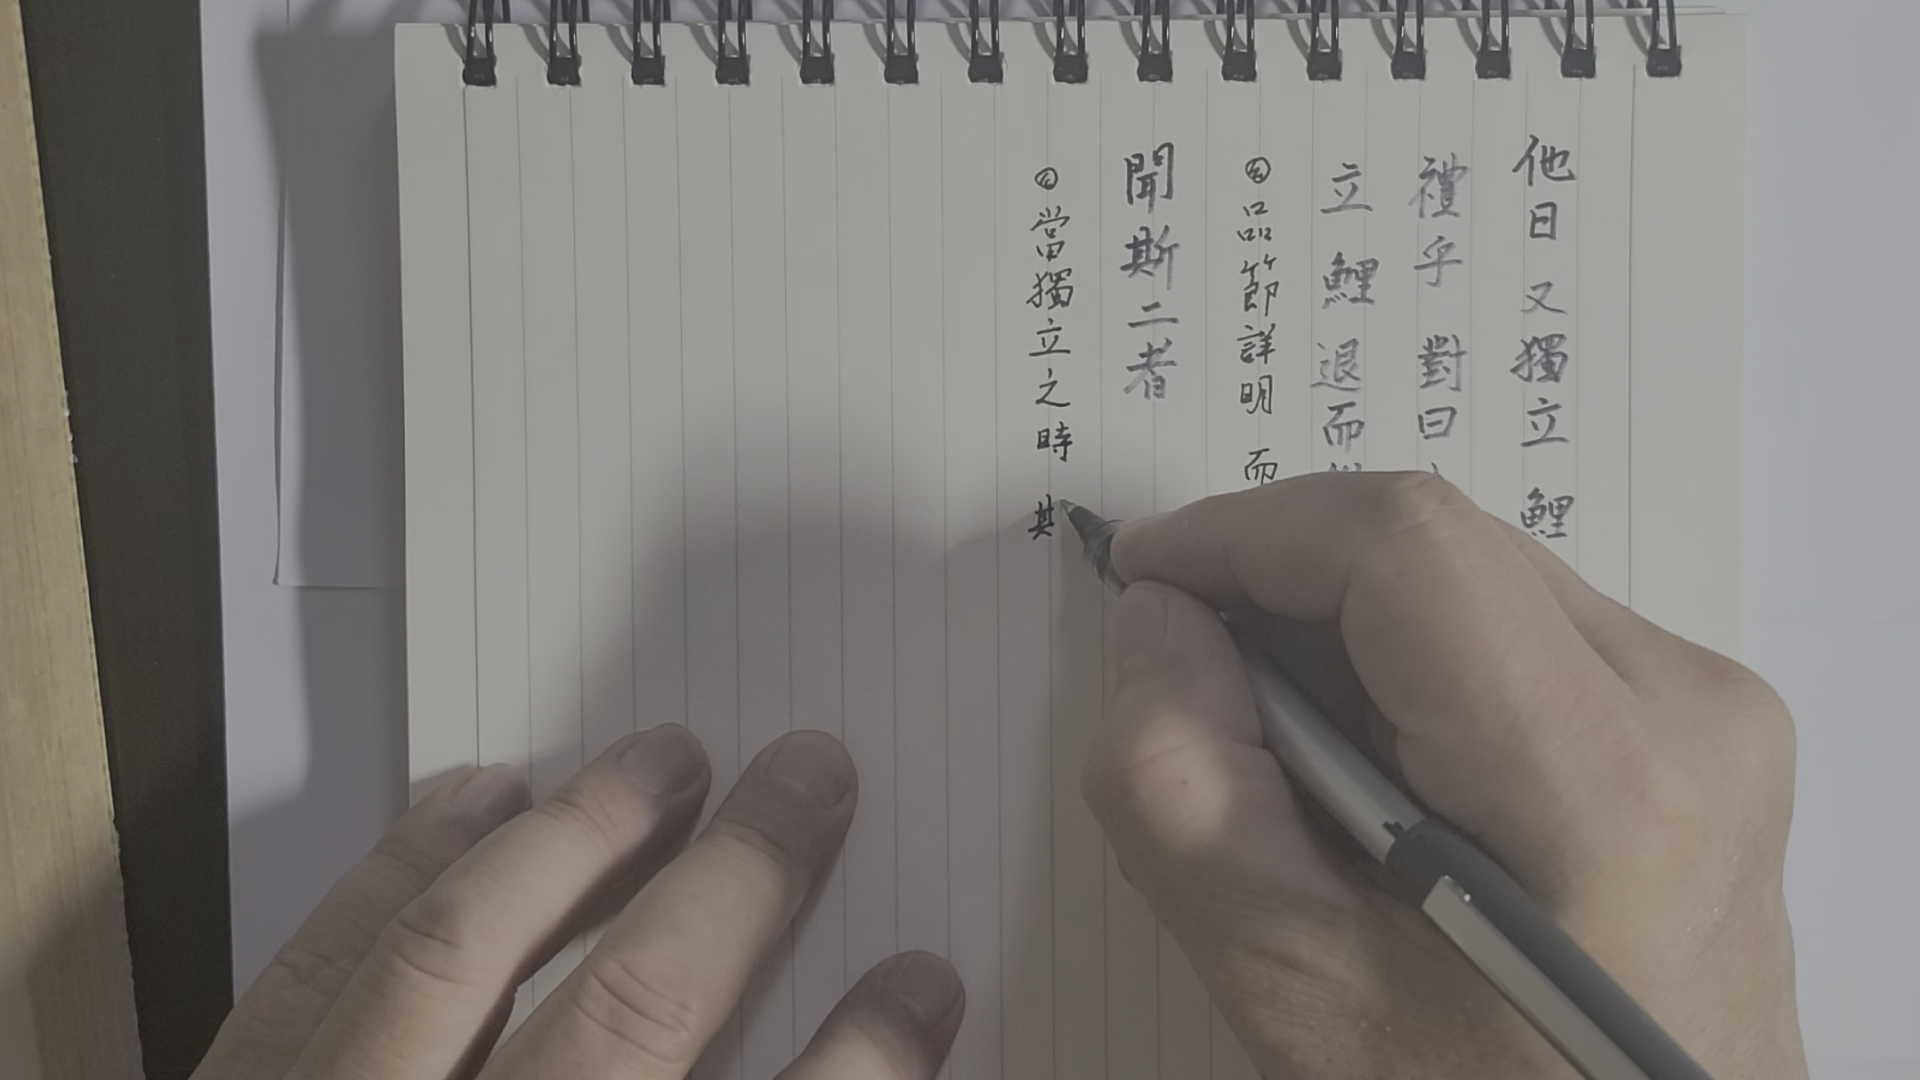 他日又獨立鯉
禮乎對曰
立鯉退而
品節詳明而
聞斯二者
當獨立之時其